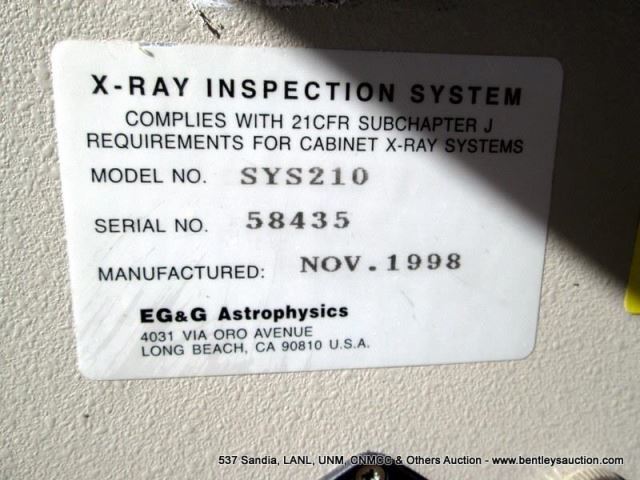 X-RAY INSPECTION SYSTEM
COMPLIES WITH 21CFR SUBCHAPTER J
REQUIREMENTS FOR CABINET X-RAY SYSTEMS
MODEL NO. SYS210
SERIAL NO. 58435
MANUFACTURED: NOV.1998
EG&G Astrophysics
4031 VIA ORO AVENUE
LONG BEACH, CA 90810 U.S.A.
537 Sandia, LANL, UNM, CNMCC & Others Auction - www.bentleysauction.com